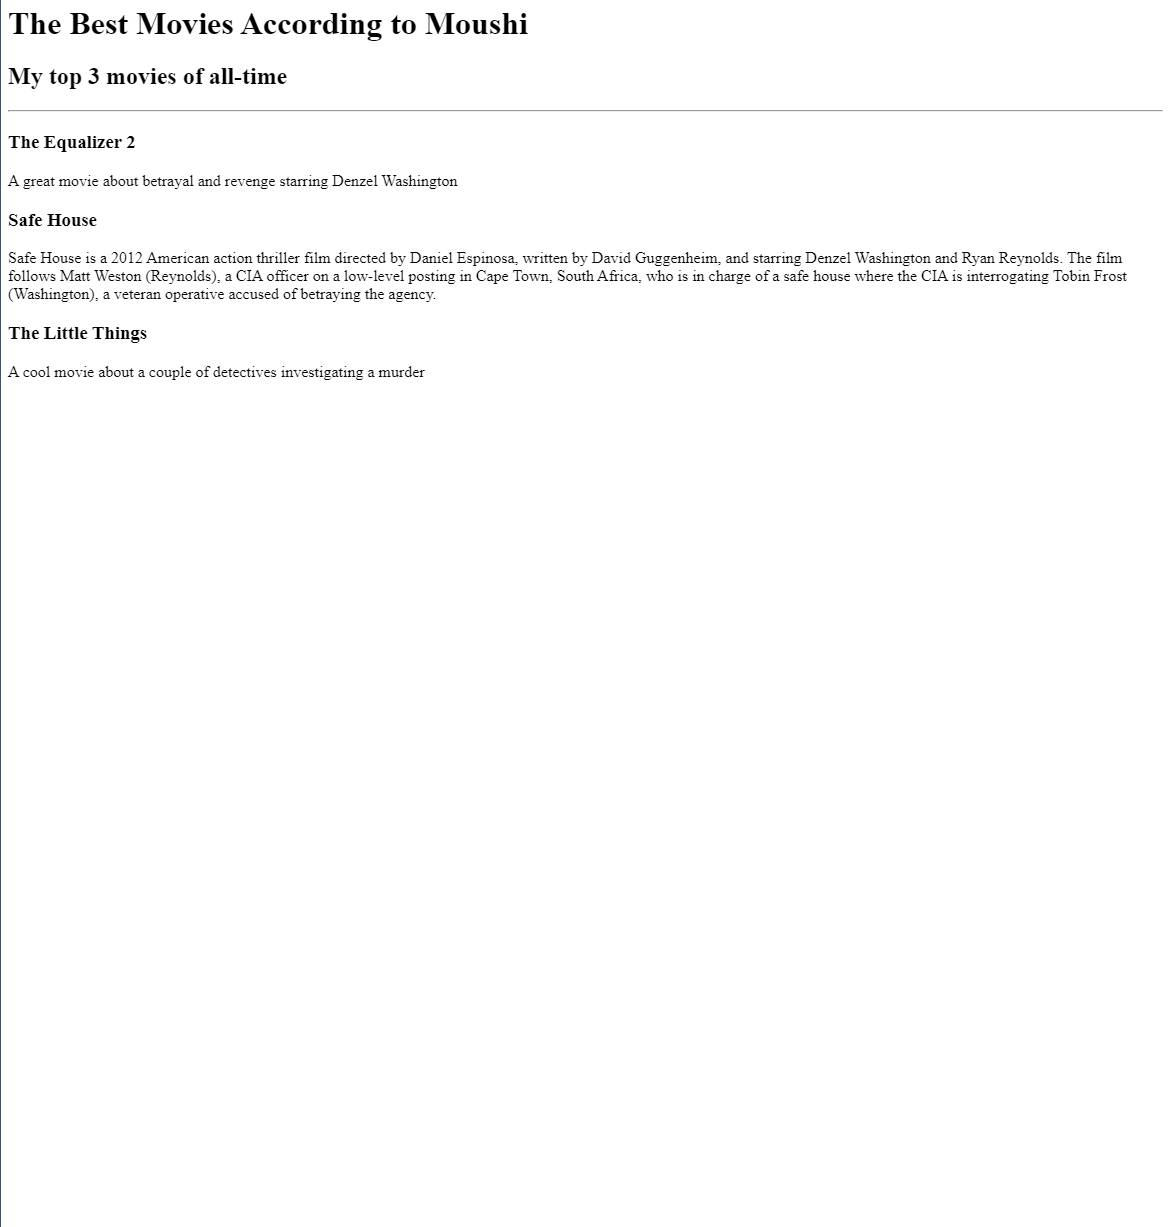 The Best Movies According to Moushi
My top 3 movies of all-time
The Equalizer 2
A great movie about betrayal and revenge starring Denzel Washington
Safe House
Safe House is a 2012 American action thriller film directed by Daniel Espinosa, written by David Guggenheim, and starring Denzel Washington and Ryan Reynolds. The film
follows Matt Weston (Reynolds), a CIA officer on a low-level posting in Cape Town, South Africa, who is in charge of a safe house where the CIA is interrogating Tobin Frost
(Washington), a veteran operative accused of betraying the agency.
The Little Things
A cool movie about a couple of detectives investigating a murder